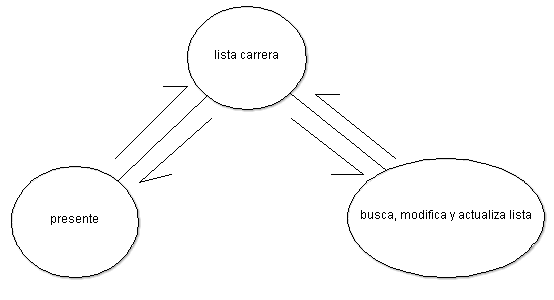 lista carrera
presente
busca, modifica y actualiza lista